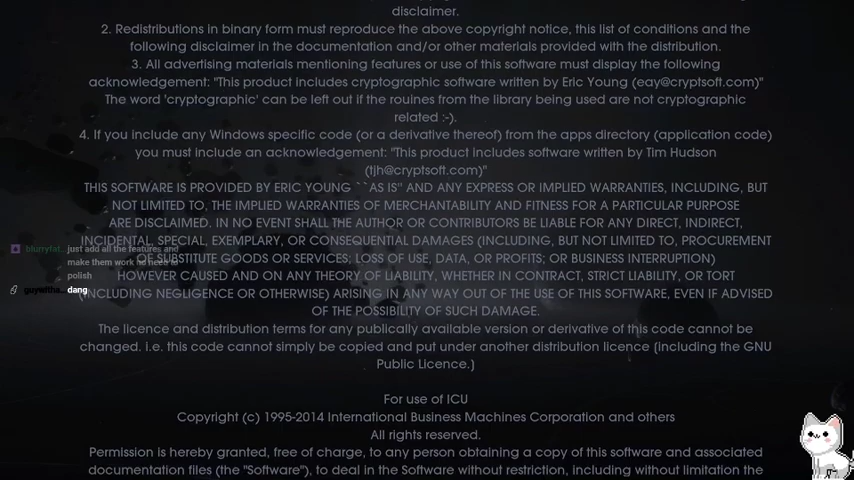 disclaimer.
2. Redistributions in binary form must reproduce the above copyright notice, this list of conditions and the
following disclaimer in the documentation and/or other materials provided with the distribution.
3. All advertising materials mentioning features or use of this software must display the following
acknowledgement: "This product includes cryptographic software written by Eric Young (eay@cryptsoft.com)"
The word 'cryptographic' can be left out if the rouines from the library being used are not cryptographic
related :-).
4. If you include any Windows specific code (or a derivative thereof) from the apps directory (application code)
you must include an acknowledgement: "This product includes software written by Tim Hudson
(tjh@cryptsoft.com)"
THIS SOFTWARE IS PROVIDED BY ERIC YOUNG ``AS IS'' AND ANY EXPRESS OR IMPLIED WARRANTIES, INCLUDING, BUT
NOT LIMITED TO, THE IMPLIED WARRANTIES OF MERCHANTABILITY AND FITNESS FOR A PARTICULAR PURPOSE
ARE DISCLAIMED. IN NO EVENT SHALL THE AUTHOR OR CONTRIBUTORS BE LIABLE FOR ANY DIRECT, INDIRECT,
INCIDENTAL, SPECIAL, EXEMPLARY, OR CONSEQUENTIAL DAMAGES (INCLUDING, BUT NOT LIMITED TO, PROCUREMENT
OF SUBSTITUTE GOODS OR SERVICES; LOSS OF USE, DATA, OR PROFITS; OR BUSINESS INTERRUPTION)
HOWEVER CAUSED AND ON ANY THEORY OF LIABILITY, WHETHER IN CONTRACT, STRICT LIABILITY, OR TORT
(INCLUDING NEGLIGENCE OR OTHERWISE) ARISING IN ANY WAY OUT OF THE USE OF THIS SOFTWARE, EVEN IF ADVISED
OF THE POSSIBILITY OF SUCH DAMAGE.
The licence and distribution terms for any publically available version or derivative of this code cannot be
changed. i.e. this code cannot simply be copied and put under another distribution licence (including the GNU
Public Licence.)
blurryfat... just add all the features and
make them work no need to
polish
guywitha... dang
For use of ICU
Copyright (c) 1995-2014 International Business Machines Corporation and others
All rights reserved.
Permission is hereby granted, free of charge, to any person obtaining a copy of this software and associated
documentation files (the "Software"), to deal in the Software without restriction, including without limitation the